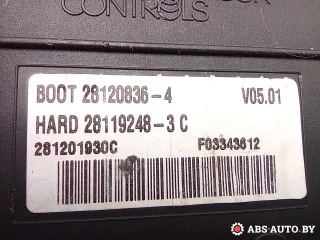 CONTROLS
BOOT 28120836-4 V05.01
HARD 28119248-3 C
281201930C F03343612
ABS-AUTO.BY